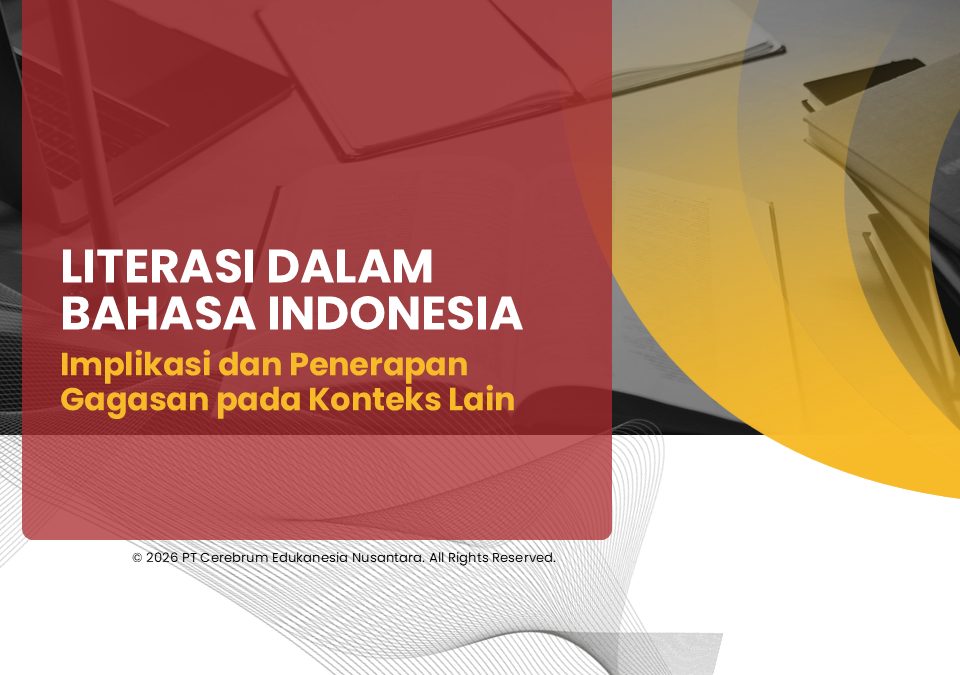 LITERASI DALAM
BAHASA INDONESIA
Implikasi dan Penerapan
Gagasan pada Konteks Lain
© 2026 PT Cerebrum Edukanesia Nusantara. All Rights Reserved.